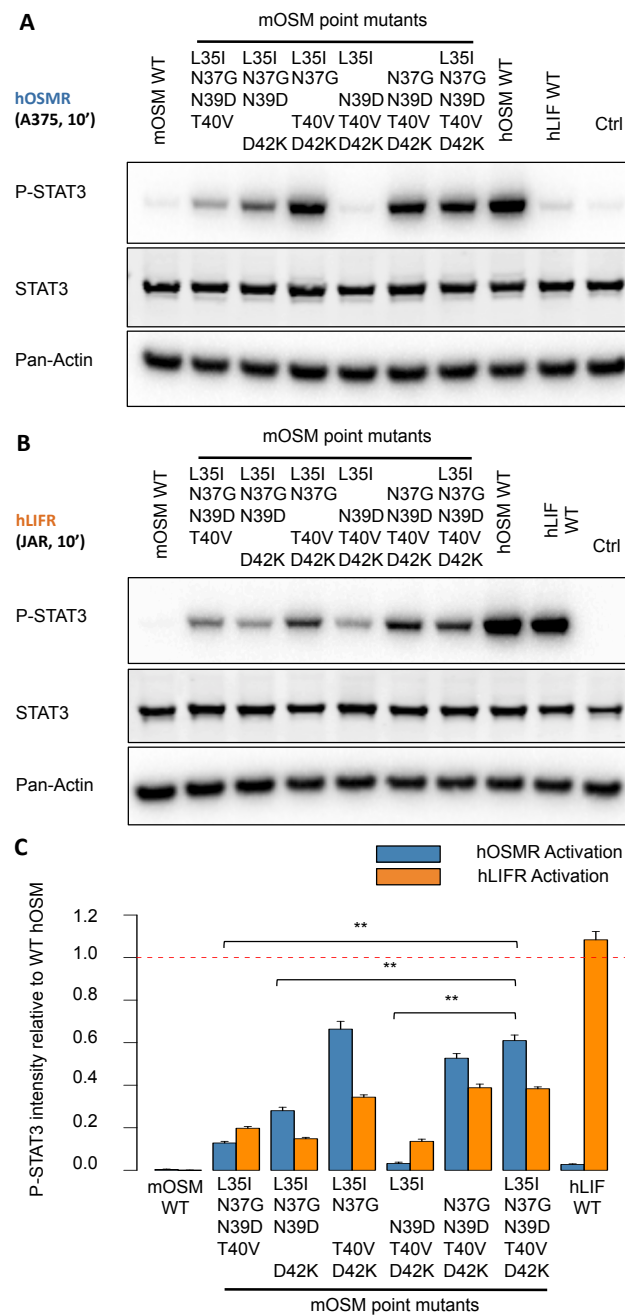 A
mOSM point mutants
hOSMR
(A375, 10')
mOSM WT
L35I
N37G
N39D
T40V
L35I
N37G
N39D
D42K
L35I
N37G
T40V
D42K
L35I
N39D
T40V
D42K
N37G
N39D
T40V
D42K
L35I
N37G
N39D
T40V
D42K
hOSM WT
hLIF WT
Ctrl
P-STAT3
STAT3
Pan-Actin
B
mOSM point mutants
hLIFR
(JAR, 10')
mOSM WT
L35I
N37G
N39D
T40V
L35I
N37G
N39D
D42K
L35I
N37G
T40V
D42K
L35I
N39D
T40V
D42K
N37G
N39D
T40V
D42K
L35I
N37G
N39D
T40V
D42K
hOSM WT
hLIF
WT
Ctrl
P-STAT3
STAT3
Pan-Actin
C
hOSMR Activation
hLIFR Activation
P-STAT3 intensity relative to WT hOSM
1.2
1.0
0.8
0.6
0.4
0.2
0.0
**
**
**
mOSM
WT
L35I
N37G
N39D
T40V
L35I
N37G
N39D
D42K
L35I
N37G
T40V
D42K
L35I
N39D
T40V
D42K
N37G
N39D
T40V
D42K
L35I
N37G
N39D
T40V
D42K
hLIF
WT
mOSM point mutants